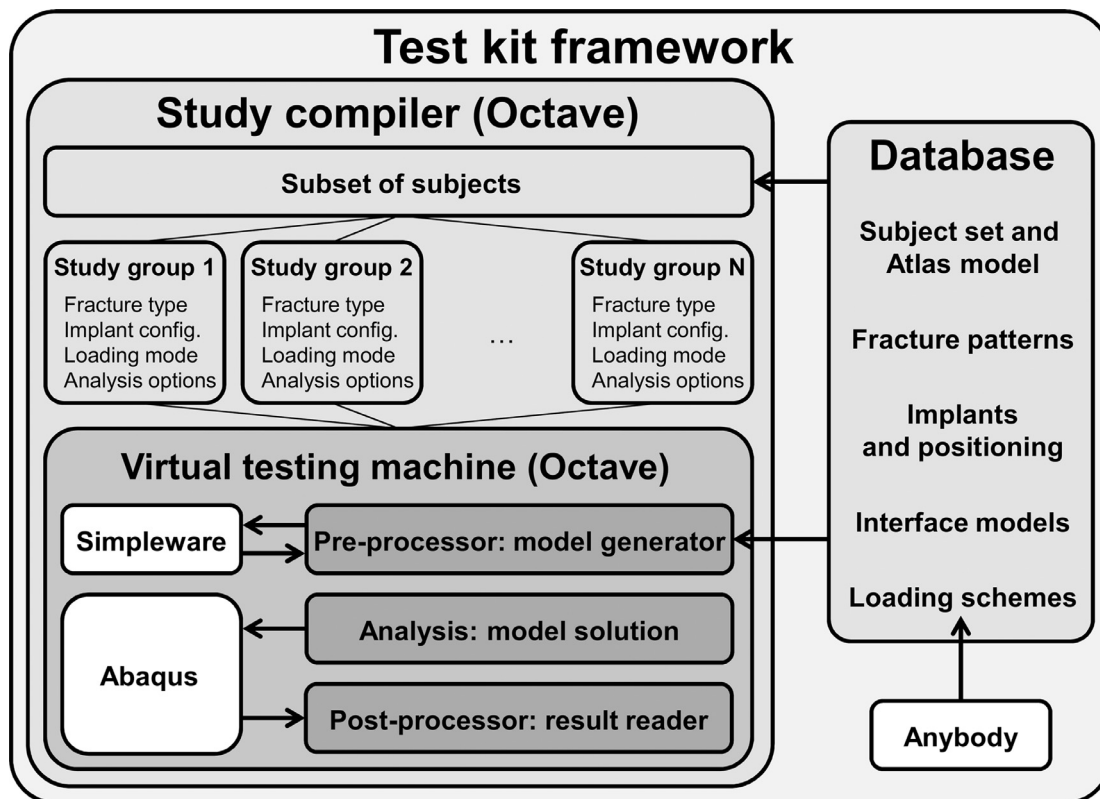 Test kit framework
Study compiler (Octave)
Subset of subjects
Study group 1
Fracture type
Implant config.
Loading mode
Analysis options
Study group 2
Fracture type
Implant config.
Loading mode
Analysis options
...
Study group N
Fracture type
Implant config.
Loading mode
Analysis options
Virtual testing machine (Octave)
Simpleware
Pre-processor: model generator
Abaqus
Analysis: model solution
Post-processor: result reader
Database
Subject set and
Atlas model
Fracture patterns
Implants
and positioning
Interface models
Loading schemes
Anybody